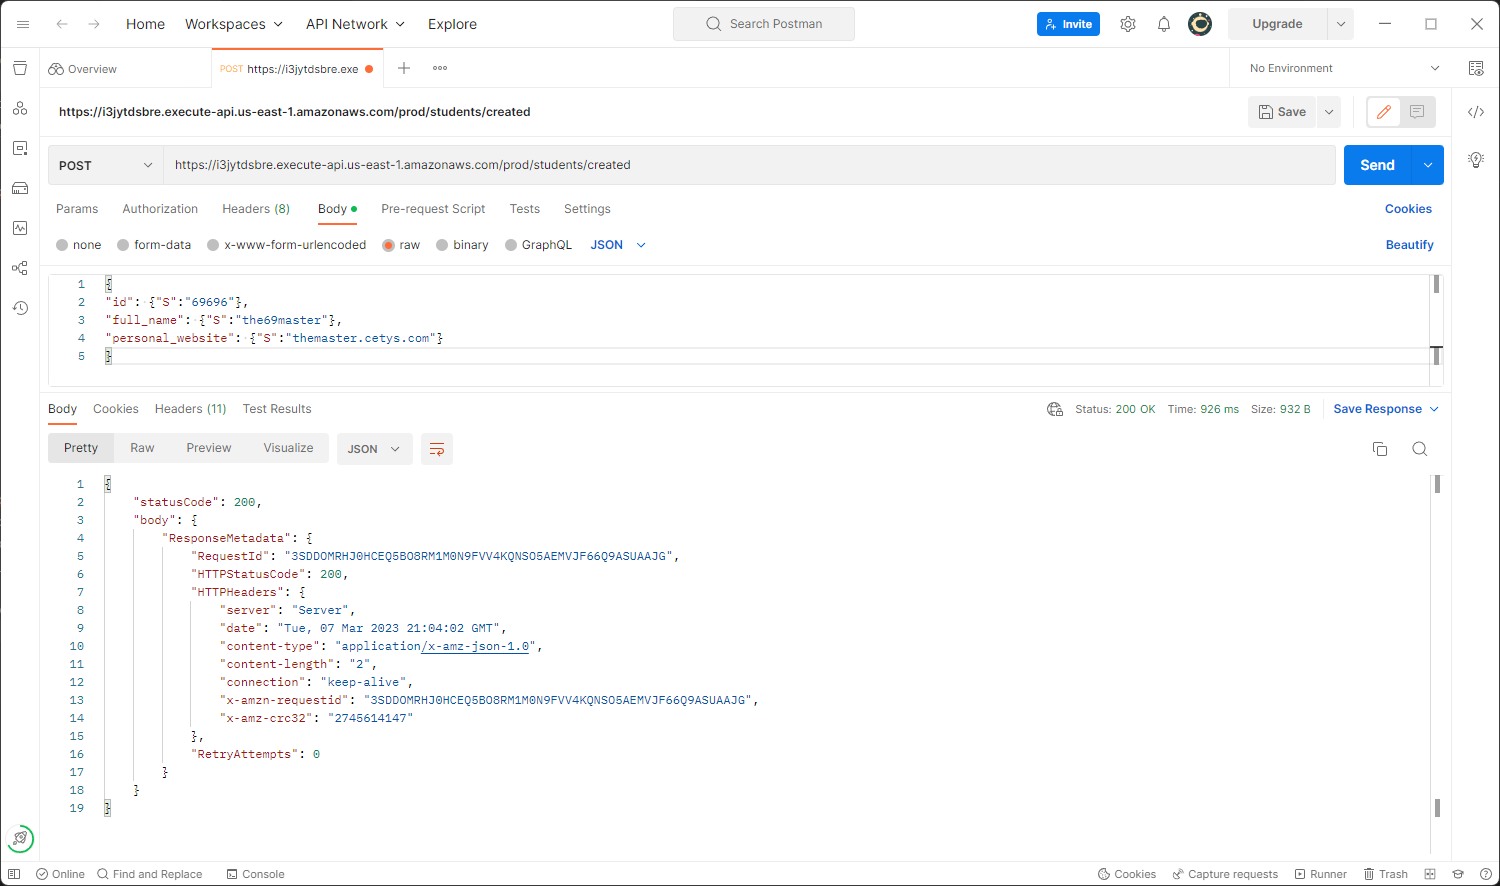 Home Workspaces API Network Explore Search Postman Invite Upgrade
Overview POST https://i3jytdsbre.exe No Environment
https://i3jytdsbre.execute-api.us-east-1.amazonaws.com/prod/students/created Save
POST https://i3jytdsbre.execute-api.us-east-1.amazonaws.com/prod/students/created Send
Params Authorization Headers (8) Body Pre-request Script Tests Settings Cookies
none form-data x-www-form-urlencoded raw binary GraphQL JSON Beautify
1 {
2 "id": {"S":"69696"},
3 "full_name": {"S":"the69master"},
4 "personal_website": {"S":"themaster.cetys.com"}
5 }
Body Cookies Headers (11) Test Results Status: 200 OK Time: 926 ms Size: 932 B Save Response
Pretty Raw Preview Visualize JSON
1 {
2 "statusCode": 200,
3 "body": {
4 "ResponseMetadata": {
5 "RequestId": "3SDDOMRHJ0HCEQ5BO8RM1M0N9FVV4KQNSO5AEMVJF66Q9ASUAAJG",
6 "HTTPStatusCode": 200,
7 "HTTPHeaders": {
8 "server": "Server",
9 "date": "Tue, 07 Mar 2023 21:04:02 GMT",
10 "content-type": "application/x-amz-json-1.0",
11 "content-length": "2",
12 "connection": "keep-alive",
13 "x-amzn-requestid": "3SDDOMRHJ0HCEQ5BO8RM1M0N9FVV4KQNSO5AEMVJF66Q9ASUAAJG",
14 "x-amz-crc32": "2745614147"
15 },
16 "RetryAttempts": 0
17 }
18 }
19 }
Online Find and Replace Console Cookies Capture requests Runner Trash